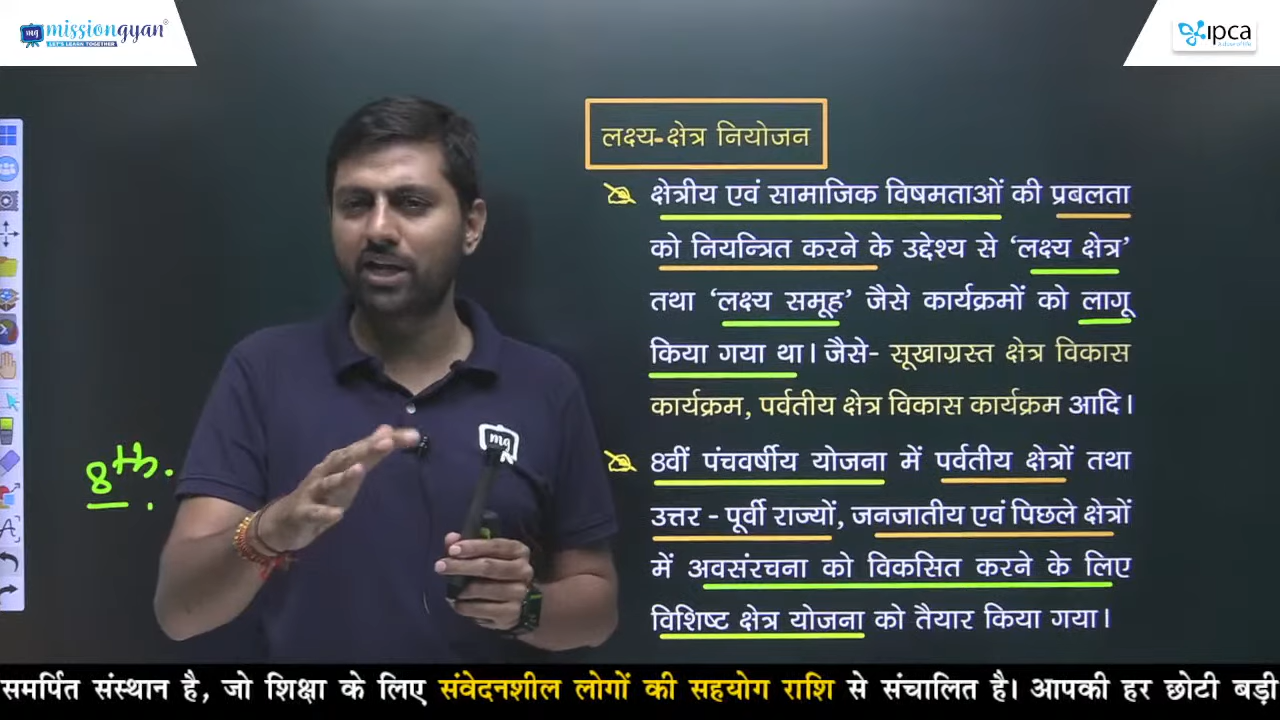 missiongyan
LET'S LEARN TOGETHER
ipca
लक्ष्य-क्षेत्र नियोजन
क्षेत्रीय एवं सामाजिक विषमताओं की प्रबलता
को नियन्त्रित करने के उद्देश्य से ‘लक्ष्य क्षेत्र’
तथा ‘लक्ष्य समूह’ जैसे कार्यक्रमों को लागू
किया गया था। जैसे- सूखाग्रस्त क्षेत्र विकास
कार्यक्रम, पर्वतीय क्षेत्र विकास कार्यक्रम आदि।
8वीं पंचवर्षीय योजना में पर्वतीय क्षेत्रों तथा
उत्तर - पूर्वी राज्यों, जनजातीय एवं पिछले क्षेत्रों
में अवसंरचना को विकसित करने के लिए
विशिष्ट क्षेत्र योजना को तैयार किया गया।
8th.
mg
समर्पित संस्थान है, जो शिक्षा के लिए संवेदनशील लोगों की सहयोग राशि से संचालित है। आपकी हर छोटी बड़ी